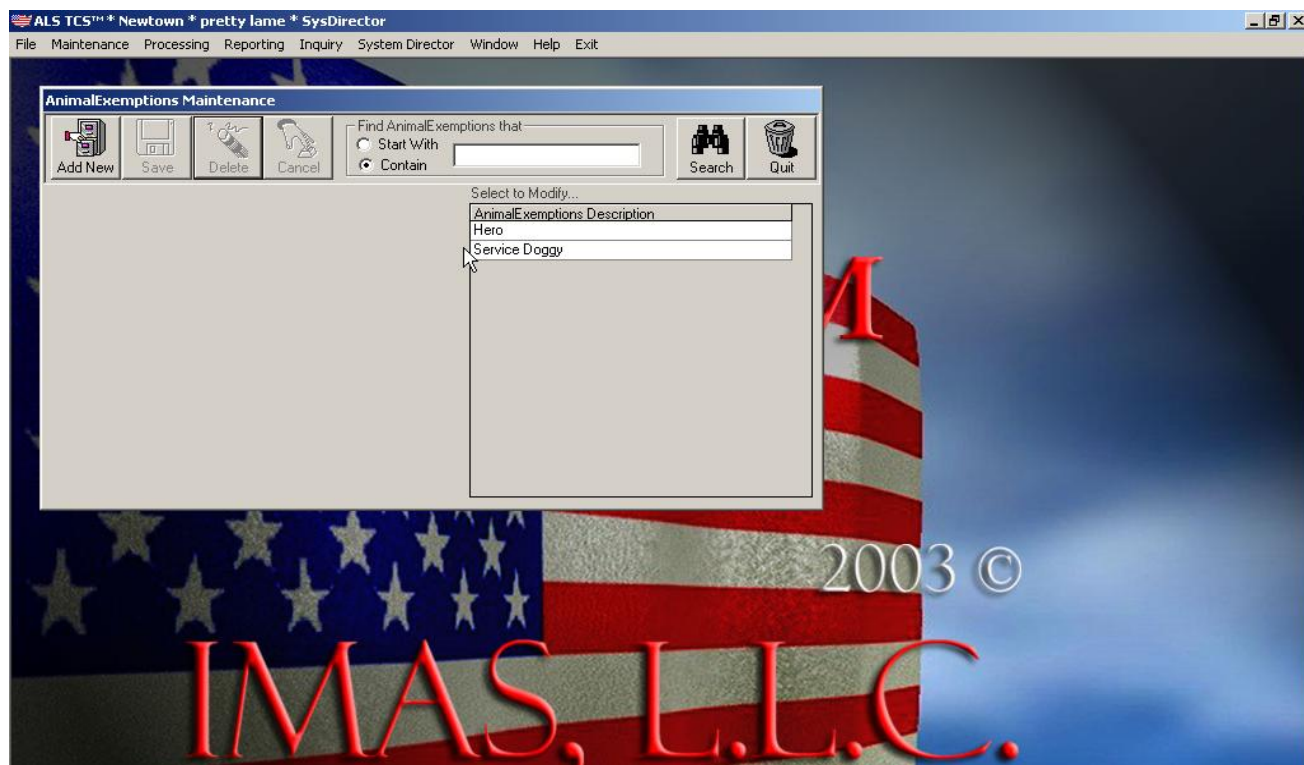 ALS TCS™ * Newtown * pretty lame * SysDirector
File Maintenance Processing Reporting Inquiry System Director Window Help Exit
AnimalExemptions Maintenance
Add New Save Delete Cancel
Find AnimalExemptions that
Start With
Contain
Search Quit
Select to Modify...
AnimalExemptions Description
Hero
Service Doggy
M
2003 ©
IMAS, L.L.C.